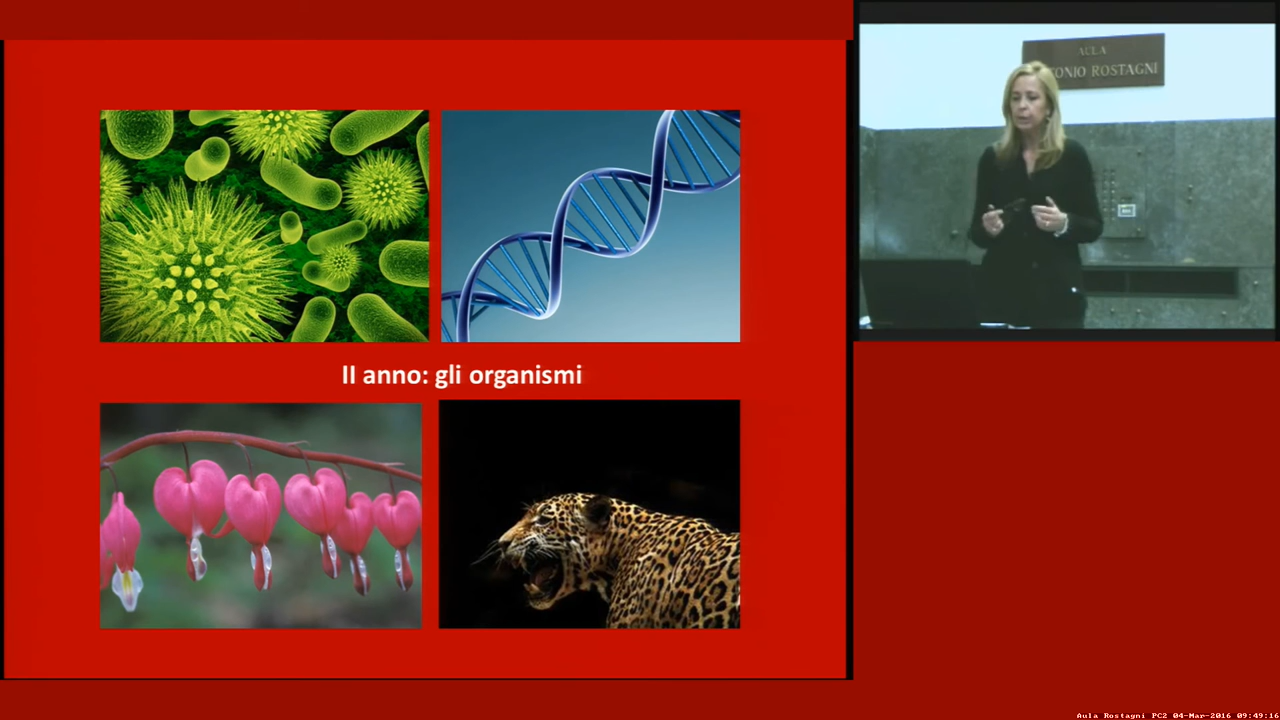 II anno: gli organismi
AULA
ONIO ROSTAGNI
Aula Rostagni PC2 04-Mar-2016 09:49:16